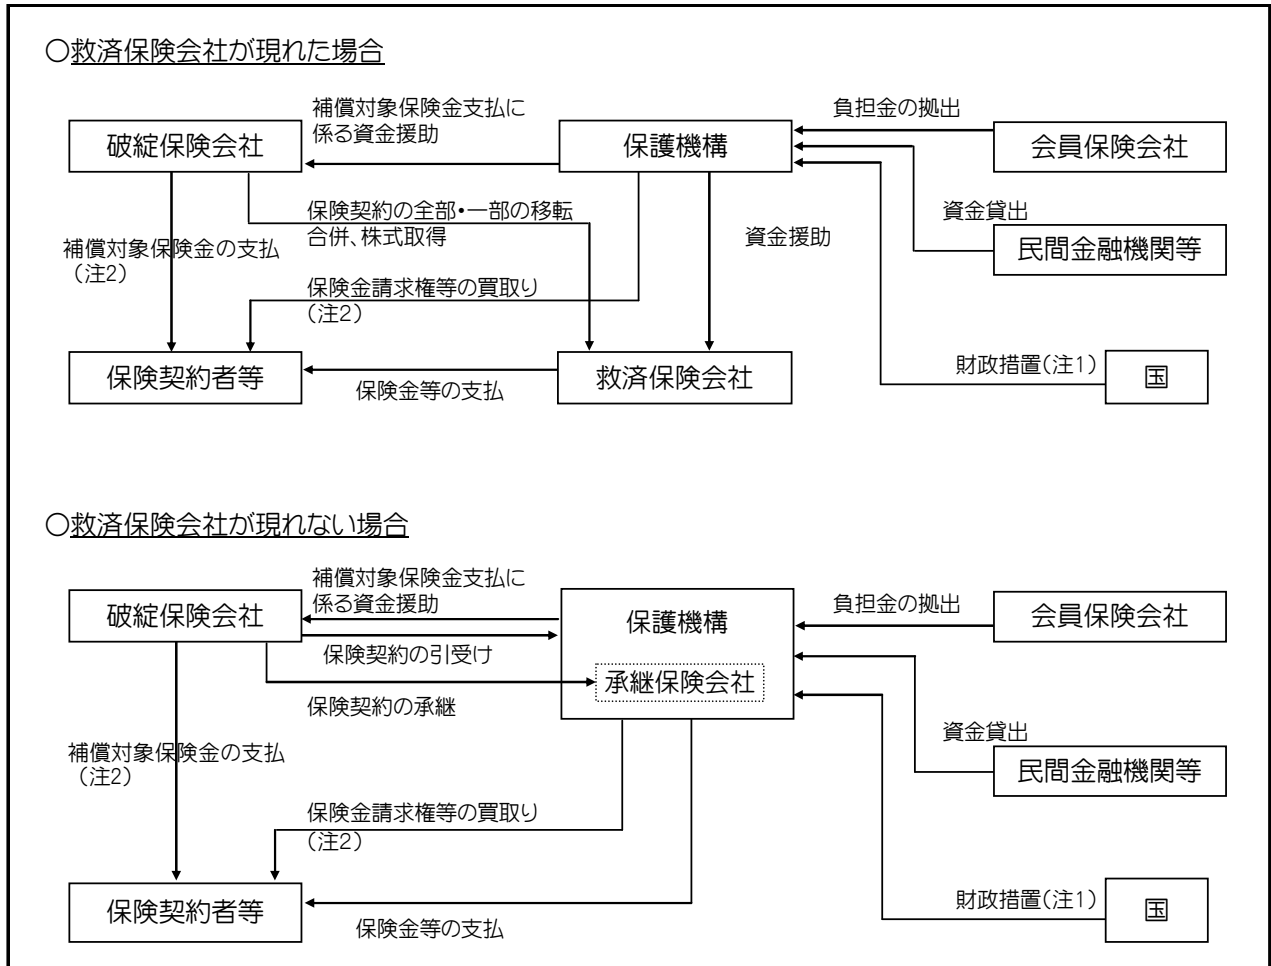 ○救済保険会社が現れた場合
補償対象保険金支払に
係る資金援助
負担金の拠出
破綻保険会社
保護機構
会員保険会社
保険契約の全部・一部の移転
合併、株式取得
資金貸出
補償対象保険金の支払
(注2)
資金援助
民間金融機関等
保険金請求権等の買取り
(注2)
保険契約者等
保険金等の支払
救済保険会社
財政措置(注1)
国
○救済保険会社が現れない場合
補償対象保険金支払に
係る資金援助
負担金の拠出
破綻保険会社
保護機構
会員保険会社
保険契約の引受け
承継保険会社
保険契約の承継
資金貸出
補償対象保険金の支払
(注2)
民間金融機関等
保険金請求権等の買取り
(注2)
保険契約者等
保険金等の支払
財政措置(注1)
国